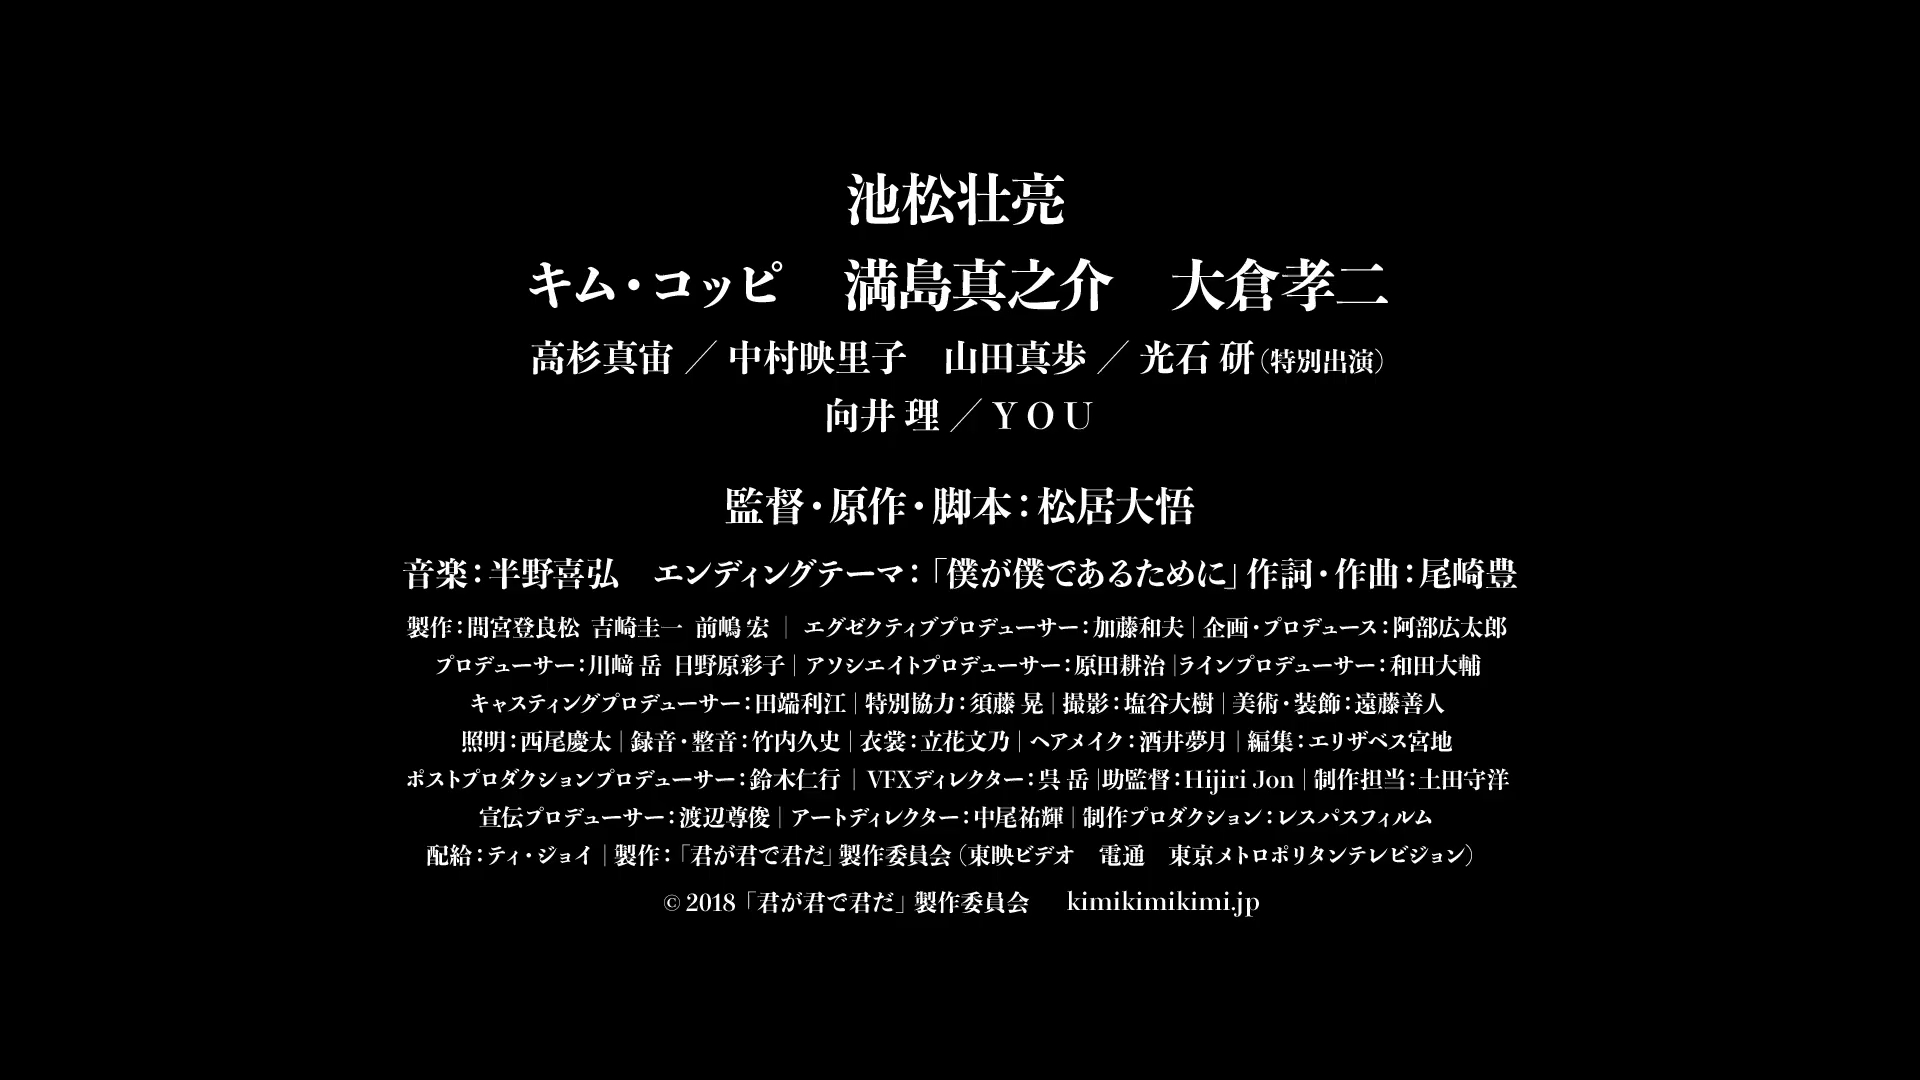 池松壮亮
キム・コッピ　満島真之介　大倉孝二
高杉真宙 ／ 中村映里子　山田真歩 ／ 光石 研（特別出演）
向井 理 ／ YOU
監督・原作・脚本：松居大悟
音楽：半野喜弘　エンディングテーマ：「僕が僕であるために」作詞・作曲：尾崎豊
製作：間宮登良松 吉崎圭一 前嶋 宏 | エグゼクティブプロデューサー：加藤和夫 | 企画・プロデュース：阿部広太郎
プロデューサー：川﨑 岳 日野原彩子 | アソシエイトプロデューサー：原田耕治 |ラインプロデューサー：和田大輔
キャスティングプロデューサー：田端利江 | 特別協力：須藤 晃 | 撮影：塩谷大樹 | 美術・装飾：遠藤善人
照明：西尾慶太 | 録音・整音：竹内久史 | 衣裳：立花文乃 | ヘアメイク：酒井夢月 | 編集：エリザベス宮地
ポストプロダクションプロデューサー：鈴木仁行 | VFXディレクター：呉 岳 |助監督：Hijiri Jon | 制作担当：土田守洋
宣伝プロデューサー：渡辺尊俊 | アートディレクター：中尾祐輝 | 制作プロダクション：レスパスフィルム
配給：ティ・ジョイ | 製作：「君が君で君だ」製作委員会（東映ビデオ　電通　東京メトロポリタンテレビジョン）
© 2018「君が君で君だ」製作委員会　kimikimikimi.jp